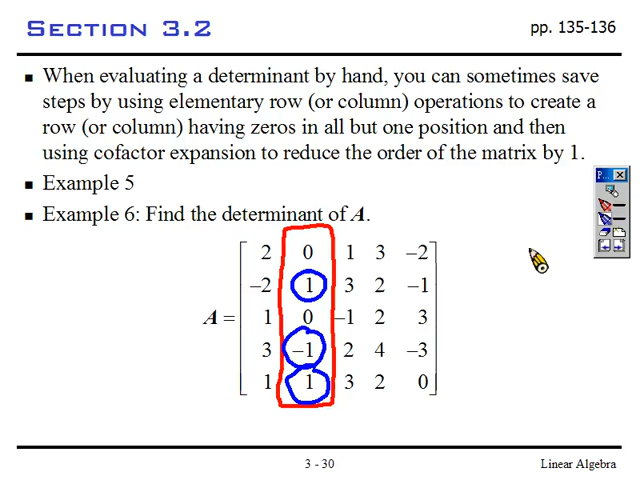 SECTION 3.2
pp. 135-136
■ When evaluating a determinant by hand, you can sometimes save
steps by using elementary row (or column) operations to create a
row (or column) having zeros in all but one position and then
using cofactor expansion to reduce the order of the matrix by 1.
P...
■ Example 5
■ Example 6: Find the determinant of A.
2 0 1 3 −2
−2 1 3 2 −1
A = 1 0 −1 2 3
3 −1 2 4 −3
1 1 3 2 0
3 - 30
Linear Algebra